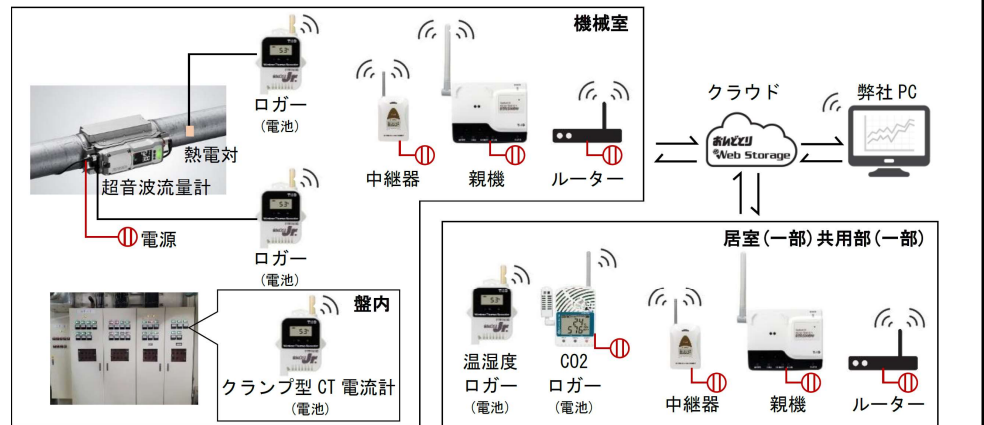 機械室
ロガー
(電池)
熱電対
超音波流量計
電源
ロガー
(電池)
中継器
親機
ルーター
クラウド
おんどとり
Web Storage
弊社 PC
盤内
クランプ型 CT 電流計
(電池)
居室(一部)共用部(一部)
温湿度
ロガー
(電池)
CO2
ロガー
(電池)
中継器
親機
ルーター